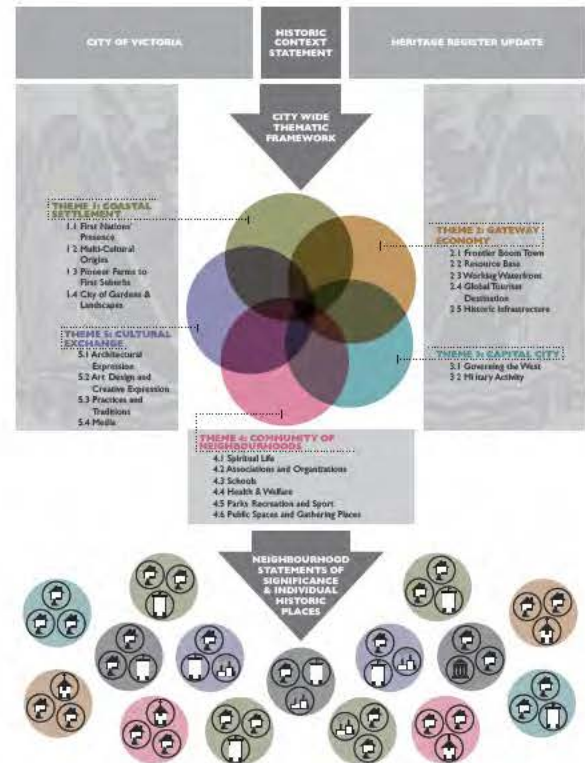 CITY OF VICTORIA
HISTORIC
CONTEXT
STATEMENT
HERITAGE REGISTER UPDATE
CITY WIDE
THEMATIC
FRAMEWORK
THEME 1: COASTAL
SETTLEMENT
1.1 First Nations'
Presence
1.2 Multi-Cultural
Origins
1.3 Pioneer Farms to
First Suburbs
1.4 City of Gardens &
Landscapes
THEME 2: GATEWAY
ECONOMY
2.1 Frontier Boom Town
2.2 Resource Base
2.3 Working Waterfront
2.4 Global Tourist
Destination
2.5 Historic Infrastructure
THEME 5: CULTURAL
EXCHANGE
5.1 Architectural
Expression
5.2 Art, Design and
Creative Expression
5.3 Practices and
Traditions
5.4 Media
THEME 3: CAPITAL CITY
3.1 Governing the West
3.2 Military Activity
THEME 4: COMMUNITY OF
NEIGHBOURHOODS
4.1 Spiritual Life
4.2 Associations and Organizations
4.3 Schools
4.4 Health & Welfare
4.5 Parks Recreation and Sport
4.6 Public Spaces and Gathering Places
NEIGHBOURHOOD
STATEMENTS OF
SIGNIFICANCE
& INDIVIDUAL
HISTORIC
PLACES